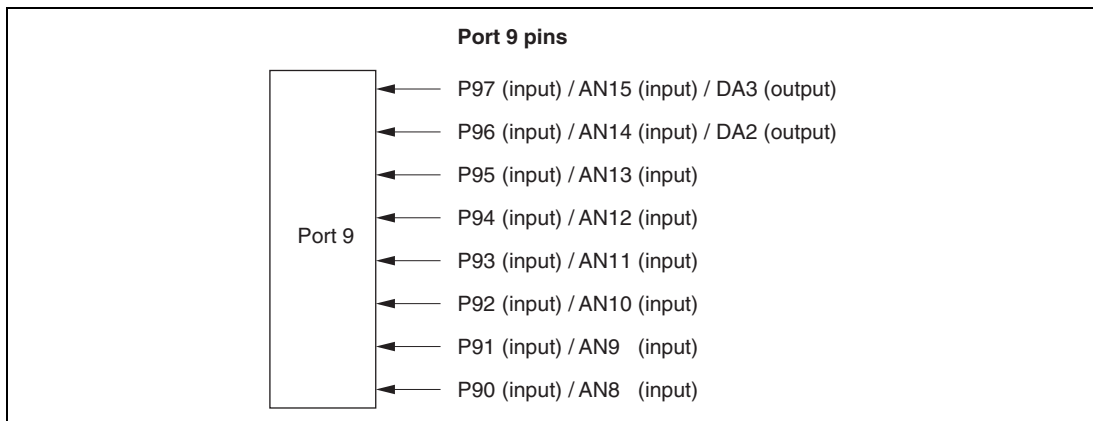 Port 9 pins
P97 (input) / AN15 (input) / DA3 (output)
P96 (input) / AN14 (input) / DA2 (output)
P95 (input) / AN13 (input)
P94 (input) / AN12 (input)
Port 9
P93 (input) / AN11 (input)
P92 (input) / AN10 (input)
P91 (input) / AN9 (input)
P90 (input) / AN8 (input)